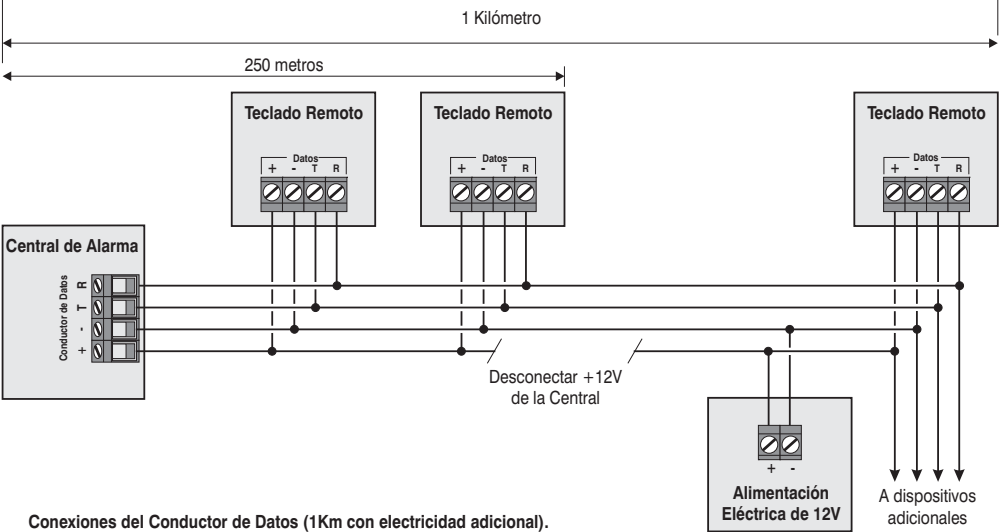 1 Kilómetro
250 metros
Teclado Remoto
Datos
+ - T R
Teclado Remoto
Datos
+ - T R
Teclado Remoto
Datos
+ - T R
Central de Alarma
Conductor de Datos
R
T
-
+
Desconectar +12V
de la Central
+ -
Alimentación
Eléctrica de 12V
A dispositivos
adicionales
Conexiones del Conductor de Datos (1Km con electricidad adicional).